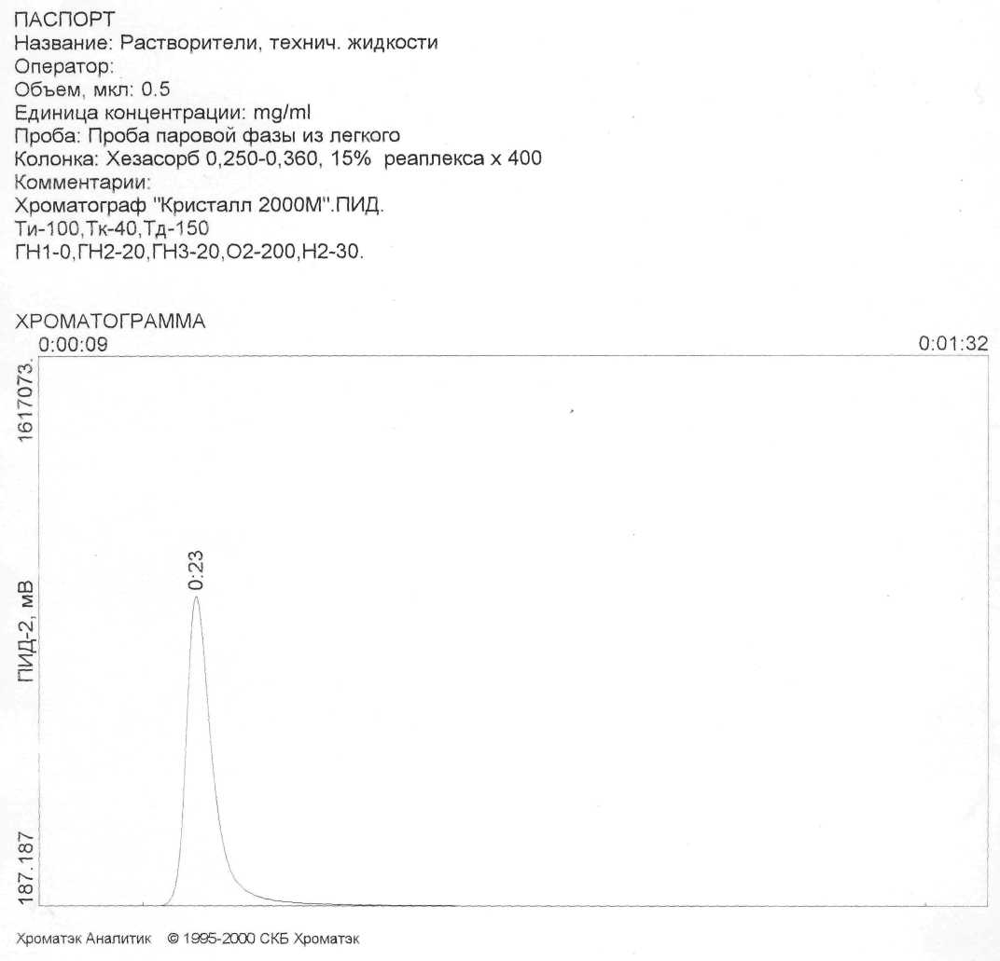 ПАСПОРТ
Название: Растворители, технич. жидкости
Оператор:
Объем, мкл: 0.5
Единица концентрации: mg/ml
Проба: Проба паровой фазы из легкого
Колонка: Хезасорб 0,250-0,360, 15% реаплекса х 400
Комментарии:
Хроматограф "Кристалл 2000М".ПИД.
Ти-100,Тк-40,Тд-150
ГН1-0,ГН2-20,ГН3-20,О2-200,Н2-30.
ХРОМАТОГРАММА
0:00:09 0:01:32
1617073.
0:23
ПИД-2, мВ
187.187
Хроматэк Аналитик © 1995-2000 СКБ Хроматэк